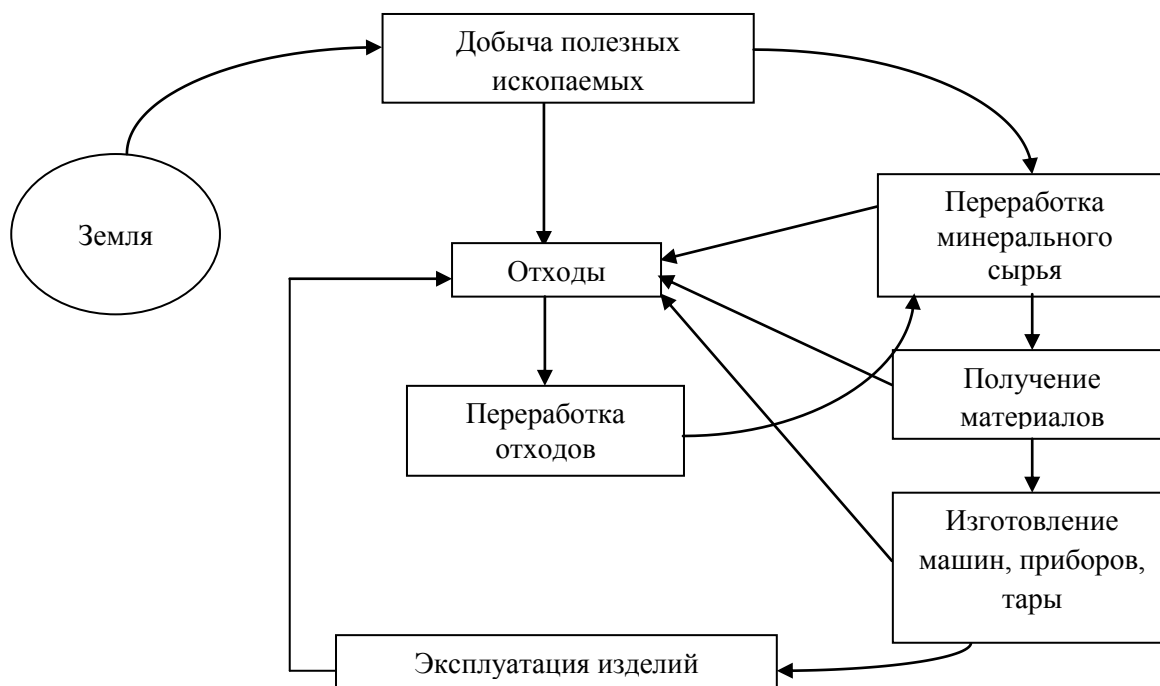 Добыча полезных
ископаемых
Земля
Переработка
минерального
сырья
Отходы
Получение
материалов
Переработка
отходов
Изготовление
машин, приборов,
тары
Эксплуатация изделий